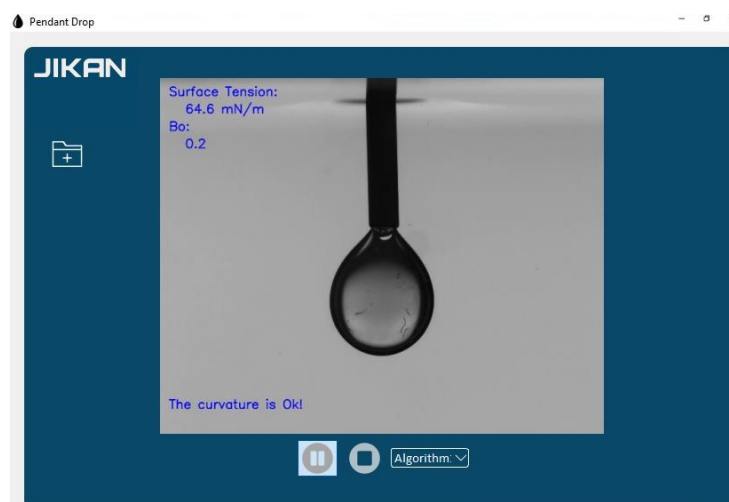 Pendant Drop
JIKAN
Surface Tension:
64.6 mN/m
Bo:
0.2
The curvature is Ok!
Algorithm: